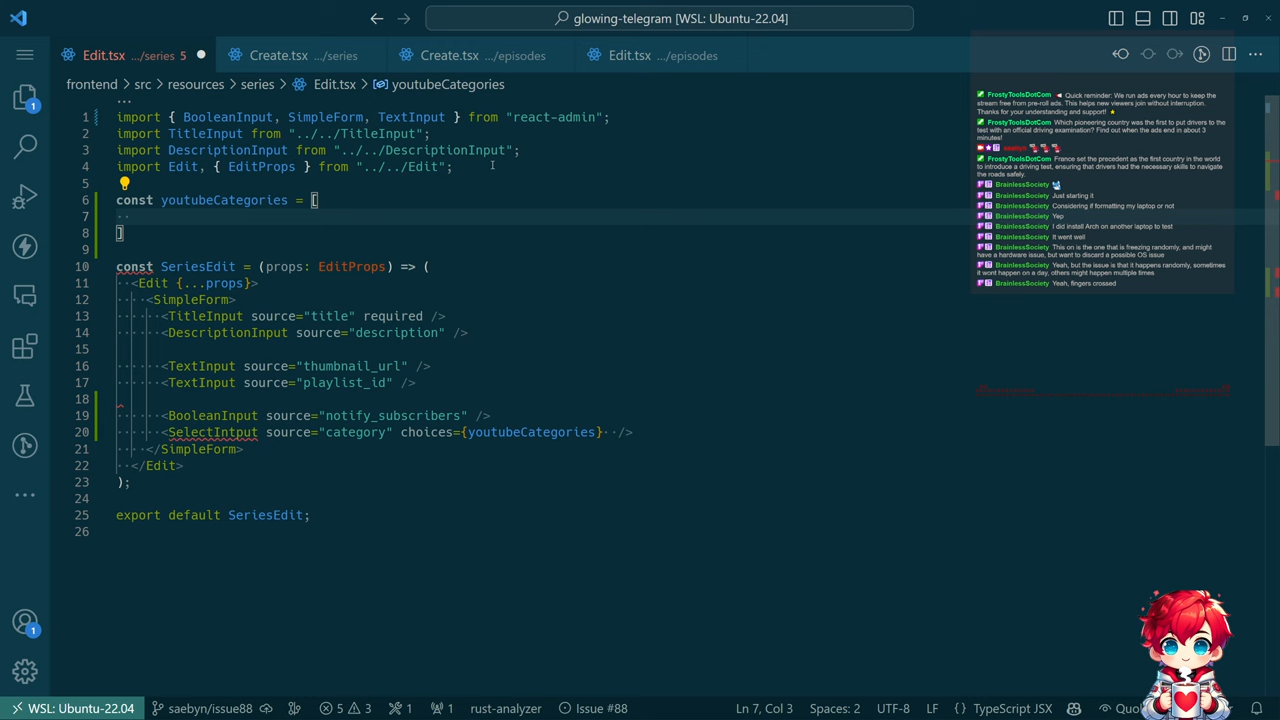 glowing-telegram [WSL: Ubuntu-22.04]
Edit.tsx .../series 5
Create.tsx .../series
Create.tsx .../episodes
Edit.tsx .../episodes
frontend > src > resources > series > Edit.tsx > youtubeCategories
...
1 import { BooleanInput, SimpleForm, TextInput } from "react-admin";
2 import TitleInput from "../../TitleInput";
3 import DescriptionInput from "../../DescriptionInput";
4 import Edit, { EditProps } from "../../Edit";
5
6 const youtubeCategories = [
7
8 ]
9
10 const SeriesEdit = (props: EditProps) => (
11 <Edit {...props}>
12 <SimpleForm>
13 <TitleInput source="title" required />
14 <DescriptionInput source="description" />
15
16 <TextInput source="thumbnail_url" />
17 <TextInput source="playlist_id" />
18
19 <BooleanInput source="notify_subscribers" />
20 <SelectIntput source="category" choices={youtubeCategories} />
21 </SimpleForm>
22 </Edit>
23 );
24
25 export default SeriesEdit;
26
FrostyToolsDotCom Quick reminder: We run ads every hour to keep the
stream free from pre-roll ads. This helps new viewers join without interruption.
Thanks for your understanding and support!
FrostyToolsDotCom Which pioneering country was the first to put drivers to the
test with an official driving examination? Find out when the ads end in about 3
minutes!
FrostyToolsDotCom France set the precedent as the first country in the world
to introduce a driving test, ensuring that drivers had the necessary skills to navigate
the roads safely.
BrainlessSociety
BrainlessSociety Just starting it
BrainlessSociety Considering if formatting my laptop or not
BrainlessSociety Yep
BrainlessSociety I did install Arch on another laptop to test
BrainlessSociety It went well
BrainlessSociety This on is the one that is freezing randomly, and might
have a hardware issue, but want to discard a possible OS issue
BrainlessSociety Yeah, but the issue is that it happens randomly, sometimes
it wont happen on a day, others might happen multiple times
BrainlessSociety Yeah, fingers crossed
1
1
WSL: Ubuntu-22.04
saebyn/issue88
5
3
1
1
rust-analyzer
Issue #88
Ln 7, Col 3
Spaces: 2
UTF-8
LF
{} TypeScript JSX